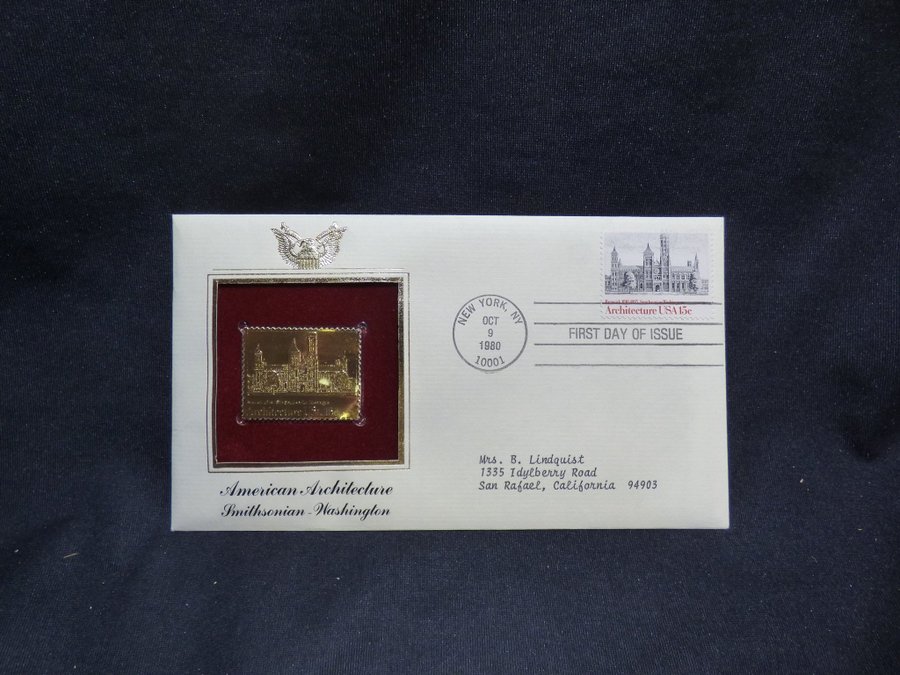 NEW YORK, NY
OCT
9
1980
10001
Architecture USA 15c
FIRST DAY OF ISSUE
Architecture
Mrs. B. Lindquist
1335 Idylberry Road
San Rafael, California 94903
American Architecture
Smithsonian - Washington